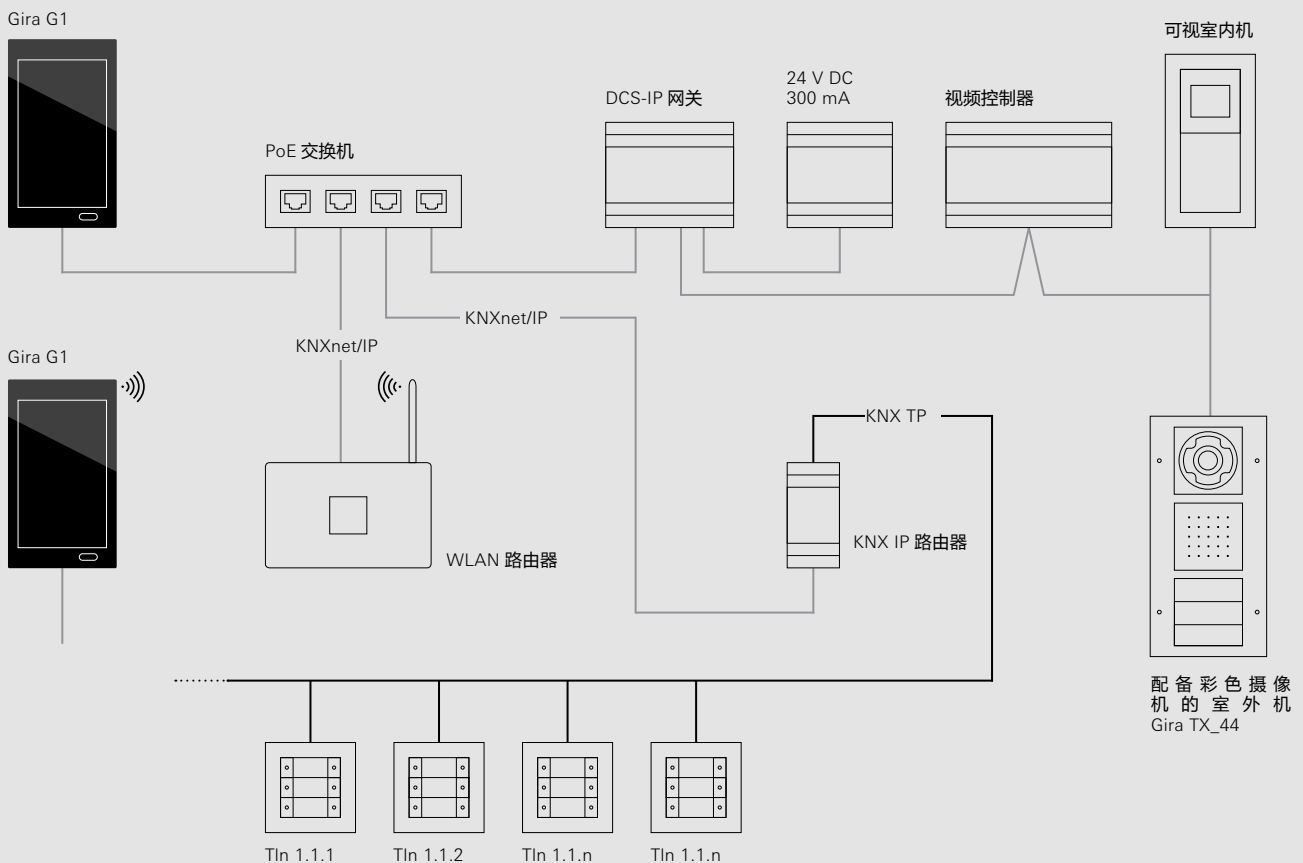 Gira G1
可视室内机
24 V DC
300 mA
DCS-IP 网关
视频控制器
PoE 交换机
KNXnet/IP
KNXnet/IP
Gira G1
KNX TP
KNX IP 路由器
WLAN 路由器
配备彩色摄像
机的室外机
Gira TX_44
Tln 1.1.1
Tln 1.1.2
Tln 1.1.n
Tln 1.1.n